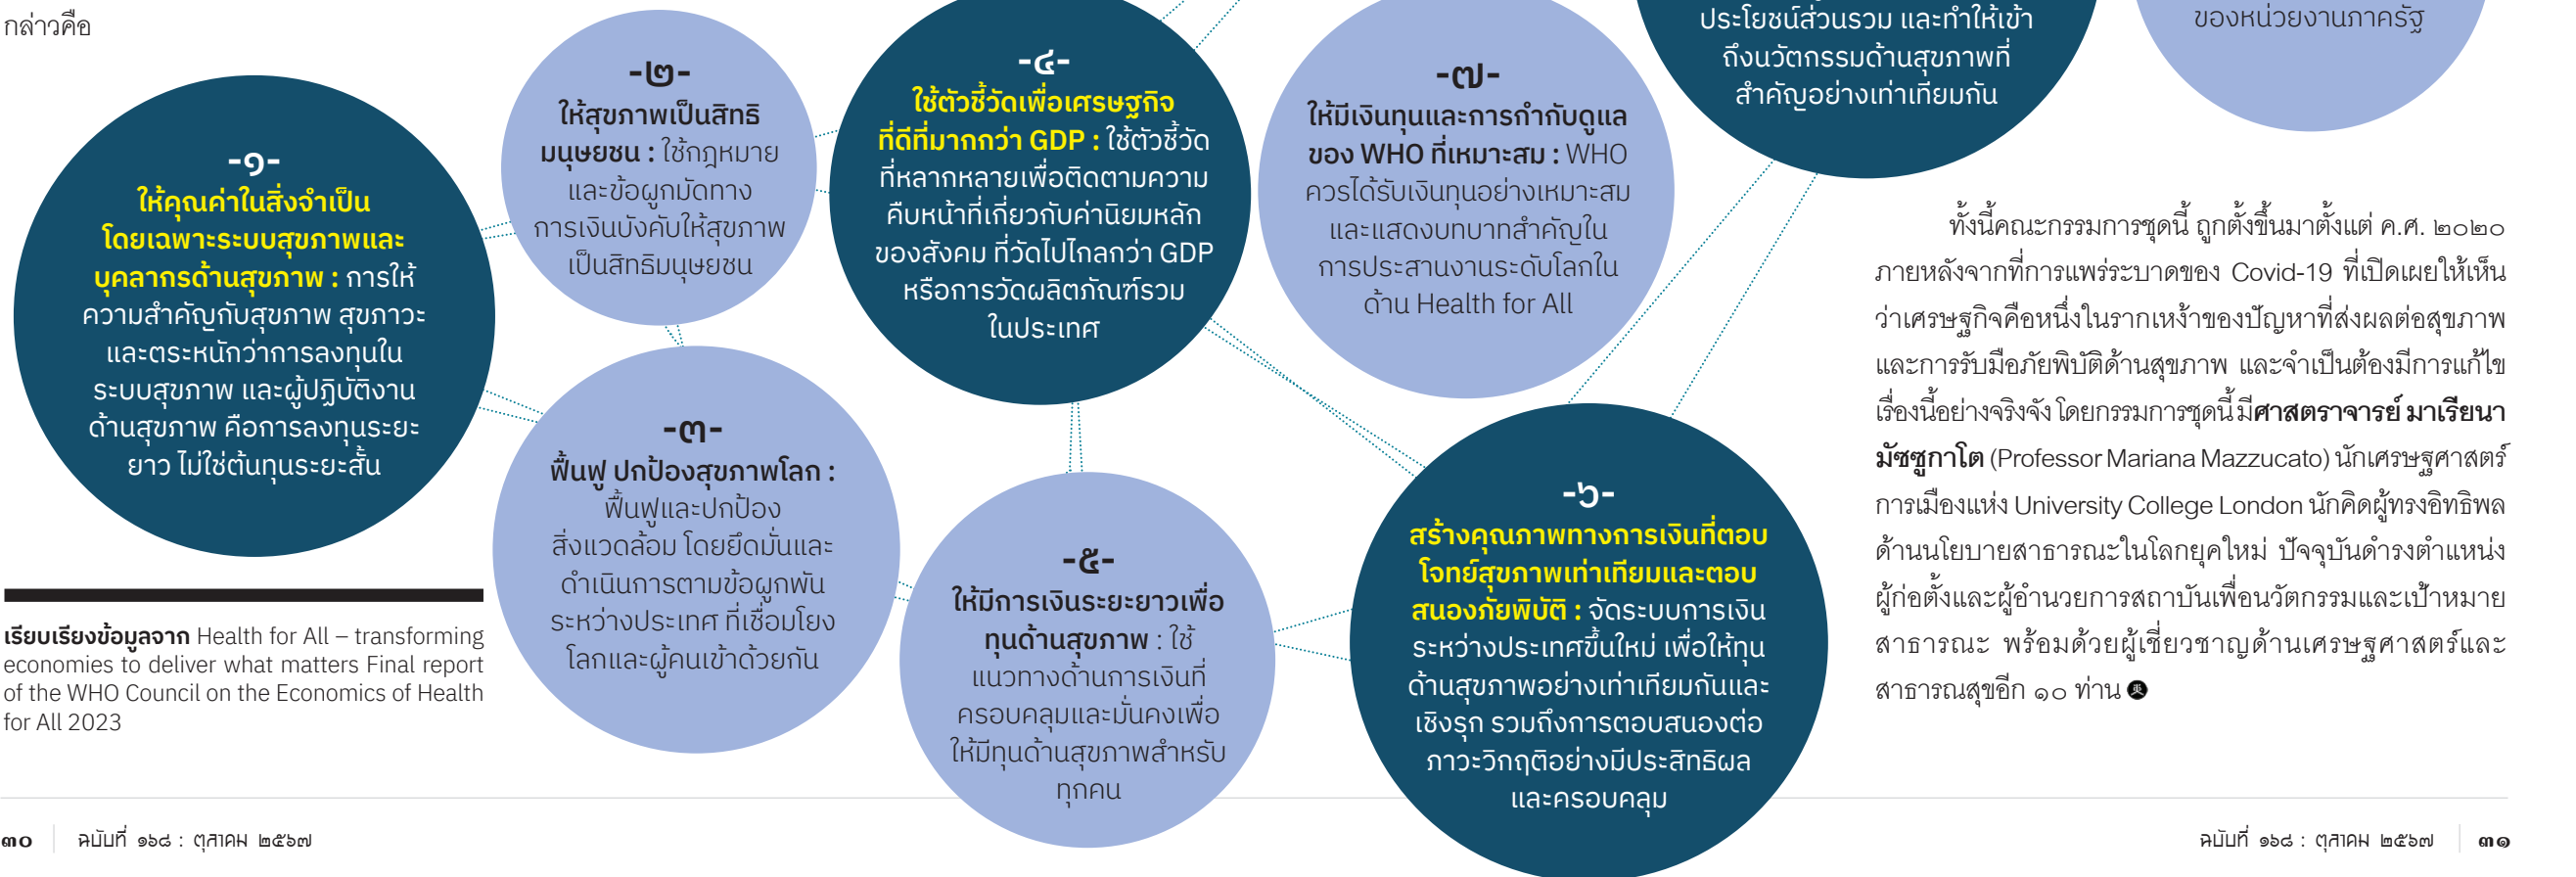 กล่าวคือ
-๑-
ให้คุณค่าในสิ่งจำเป็น
โดยเฉพาะระบบสุขภาพและ
บุคลากรด้านสุขภาพ : การให้
ความสำคัญกับสุขภาพ สุขภาวะ
และตระหนักว่าการลงทุนใน
ระบบสุขภาพ และผู้ปฏิบัติงาน
ด้านสุขภาพ คือการลงทุนระยะ
ยาว ไม่ใช่ต้นทุนระยะสั้น
-๒-
ให้สุขภาพเป็นสิทธิ
มนุษยชน : ใช้กฎหมาย
และข้อผูกมัดทาง
การเงินบังคับให้สุขภาพ
เป็นสิทธิมนุษยชน
-๓-
ฟื้นฟู ปกป้องสุขภาพโลก :
ฟื้นฟูและปกป้อง
สิ่งแวดล้อม โดยยึดมั่นและ
ดำเนินการตามข้อผูกพัน
ระหว่างประเทศ ที่เชื่อมโยง
โลกและผู้คนเข้าด้วยกัน
-๔-
ใช้ตัวชี้วัดเพื่อเศรษฐกิจ
ที่ดีที่มากกว่า GDP : ใช้ตัวชี้วัด
ที่หลากหลายเพื่อติดตามความ
คืบหน้าที่เกี่ยวกับค่านิยมหลัก
ของสังคม ที่วัดไปไกลกว่า GDP
หรือการวัดผลิตภัณฑ์รวม
ในประเทศ
-๕-
ให้มีการเงินระยะยาวเพื่อ
ทุนด้านสุขภาพ : ใช้
แนวทางด้านการเงินที่
ครอบคลุมและมั่นคงเพื่อ
ให้มีทุนด้านสุขภาพสำหรับ
ทุกคน
-๖-
สร้างคุณภาพทางการเงินที่ตอบ
โจทย์สุขภาพเท่าเทียมและตอบ
สนองภัยพิบัติ : จัดระบบการเงิน
ระหว่างประเทศขึ้นใหม่ เพื่อให้ทุน
ด้านสุขภาพอย่างเท่าเทียมกันและ
เชิงรุก รวมถึงการตอบสนองต่อ
ภาวะวิกฤติอย่างมีประสิทธิผล
และครอบคลุม
-๗-
ให้มีเงินทุนและการกำกับดูแล
ของ WHO ที่เหมาะสม : WHO
ควรได้รับเงินทุนอย่างเหมาะสม
และแสดงบทบาทสำคัญใน
การประสานงานระดับโลกใน
ด้าน Health for All
ประโยชน์ส่วนรวม และทำให้เข้า
ถึงนวัตกรรมด้านสุขภาพที่
สำคัญอย่างเท่าเทียมกัน
ของหน่วยงานภาครัฐ
ทั้งนี้คณะกรรมการชุดนี้ ถูกตั้งขึ้นมาตั้งแต่ ค.ศ. ๒๐๒๐
ภายหลังจากที่การแพร่ระบาดของ Covid-19 ที่เปิดเผยให้เห็น
ว่าเศรษฐกิจคือหนึ่งในรากเหง้าของปัญหาที่ส่งผลต่อสุขภาพ
และการรับมือภัยพิบัติด้านสุขภาพ และจำเป็นต้องมีการแก้ไข
เรื่องนี้อย่างจริงจัง โดยกรรมการชุดนี้ มีศาสตราจารย์ มาเรียนา
มัซซูกาโต (Professor Mariana Mazzucato) นักเศรษฐศาสตร์
การเมืองแห่ง University College London นักคิดผู้ทรงอิทธิพล
ด้านนโยบายสาธารณะในโลกยุคใหม่ ปัจจุบันดำรงตำแหน่ง
ผู้ก่อตั้งและผู้อำนวยการสถาบันเพื่อนวัตกรรมและเป้าหมาย
สาธารณะ พร้อมด้วยผู้เชี่ยวชาญด้านเศรษฐศาสตร์และ
สาธารณสุขอีก ๑๐ ท่าน
เรียบเรียงข้อมูลจาก Health for All – transforming
economies to deliver what matters Final report
of the WHO Council on the Economics of Health
for All 2023
๓๐ ฉบับที่ ๑๖๘ : ตุลาคม ๒๕๖๗
ฉบับที่ ๑๖๘ : ตุลาคม ๒๕๖๗ ๓๑